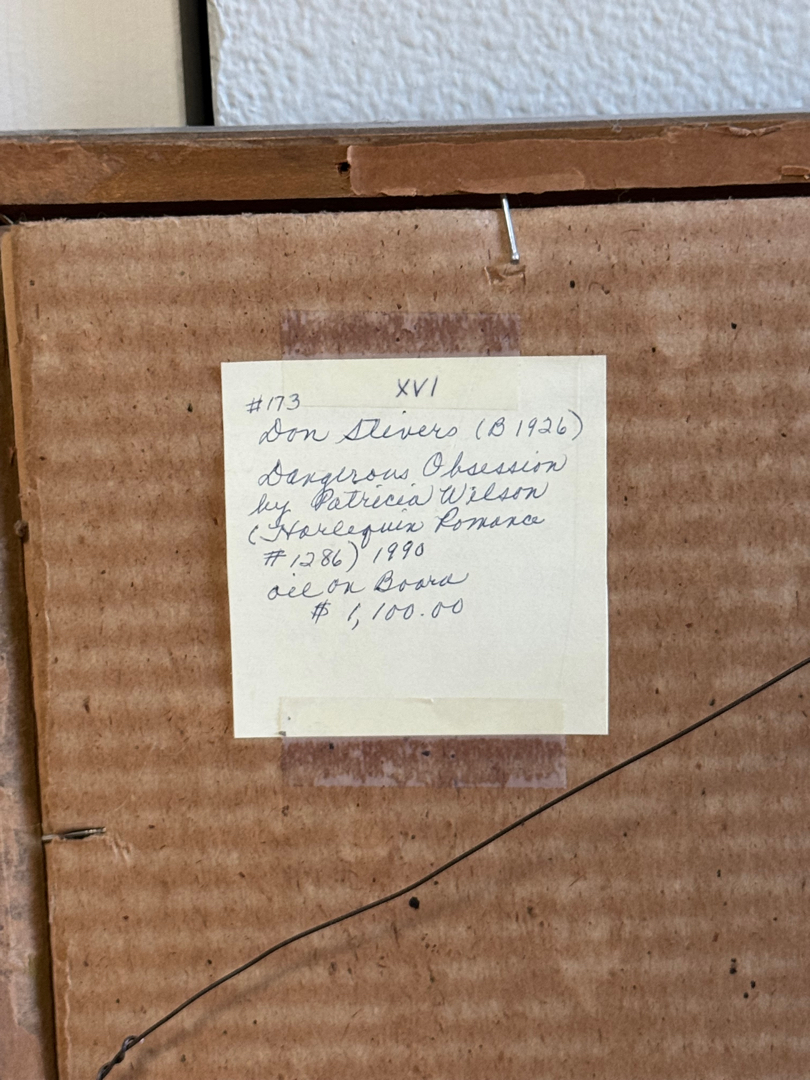 XVI
#173
Don Stivers (B 1926)
Dangerous Obsession
by Patricia Wilson
(Harlequin Romance
#1286) 1990
oil on Board
$ 1,100.00